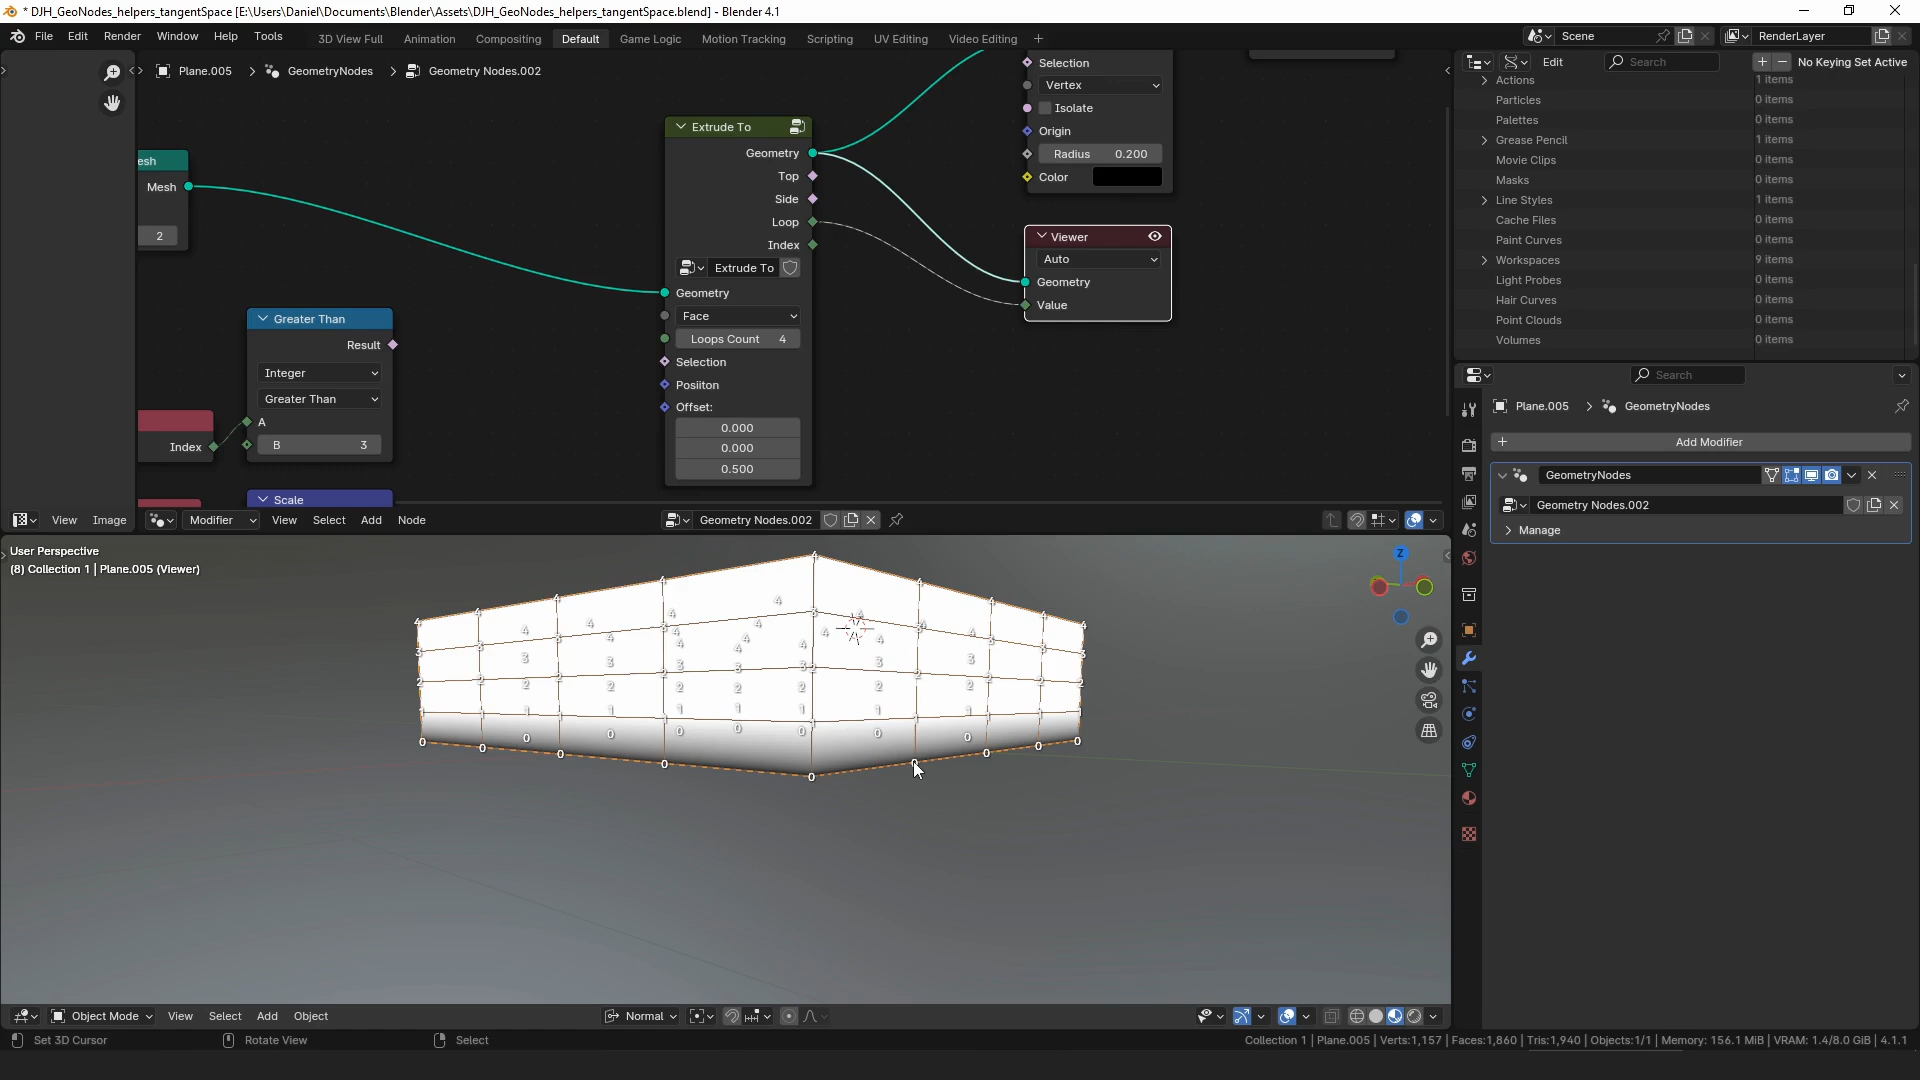 * DJH_GeoNodes_helpers_tangentSpace [E:\Users\Daniel\Documents\Blender\Assets\DJH_GeoNodes_helpers_tangentSpace.blend] - Blender 4.1
File Edit Render Window Help Tools
3D View Full Animation Compositing Default Game Logic Motion Tracking Scripting UV Editing Video Editing +
Scene RenderLayer
Plane.005 > GeometryNodes > Geometry Nodes.002
Edit Search No Keying Set Active
Actions 1 items
Particles 0 items
Palettes 0 items
Grease Pencil 1 items
Movie Clips 0 items
Masks 0 items
Line Styles 1 items
Cache Files 0 items
Paint Curves 0 items
Workspaces 9 items
Light Probes 0 items
Hair Curves 0 items
Point Clouds 0 items
Volumes 0 items
esh
Mesh
2
Greater Than
Result
Integer
Greater Than
A
B 3
Index
Scale
Extrude To
Geometry
Top
Side
Loop
Index
Extrude To
Geometry
Face
Loops Count 4
Selection
Posiiton
Offset:
0.000
0.000
0.500
Selection
Vertex
Isolate
Origin
Radius 0.200
Color
Viewer
Auto
Geometry
Value
View Image
Modifier View Select Add Node
Geometry Nodes.002
Search
Plane.005 > GeometryNodes
+ Add Modifier
GeometryNodes
Geometry Nodes.002
Manage
User Perspective
(8) Collection 1 | Plane.005 (Viewer)
Z
Object Mode View Select Add Object
Normal
Set 3D Cursor Rotate View Select
Collection 1 | Plane.005 | Verts:1,157 | Faces:1,860 | Tris:1,940 | Objects:1/1 | Memory: 156.1 MiB | VRAM: 1.4/8.0 GiB | 4.1.1